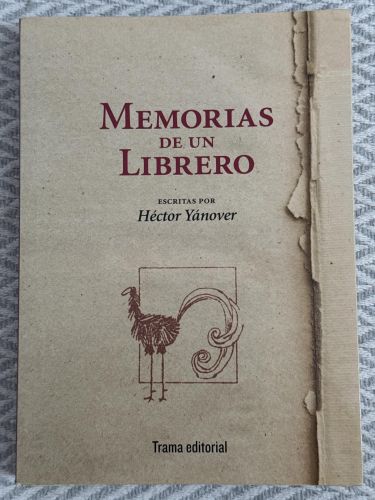 MEMORIAS
DE UN
LIBRERO
ESCRITAS POR
Héctor Yánover
Trama editorial